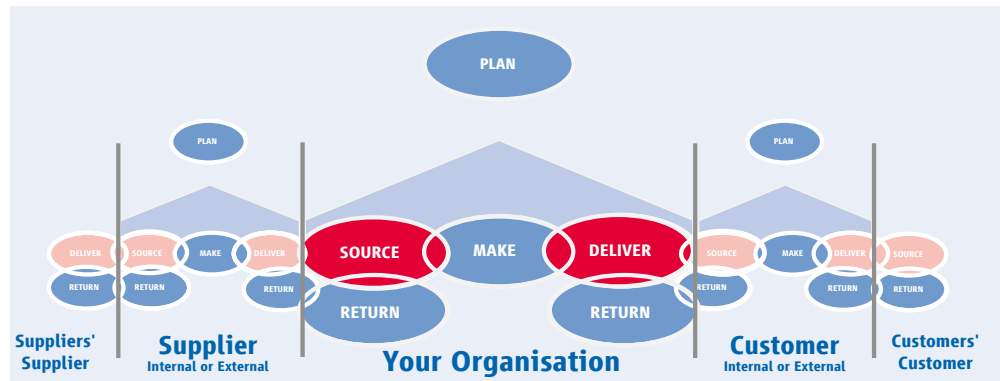 PLAN
PLAN
PLAN
DELIVER
SOURCE
MAKE
DELIVER
SOURCE
MAKE
DELIVER
SOURCE
MAKE
DELIVER
SOURCE
RETURN
RETURN
RETURN
RETURN
RETURN
RETURN
RETURN
RETURN
Suppliers'
Supplier
Supplier
Internal or External
Your Organisation
Customer
Internal or External
Customers'
Customer